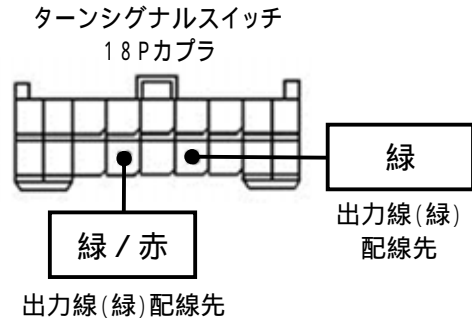 ターンシグナルスイッチ
18Pカプラ
緑
出力線(緑)
配線先
緑/赤
出力線(緑)配線先